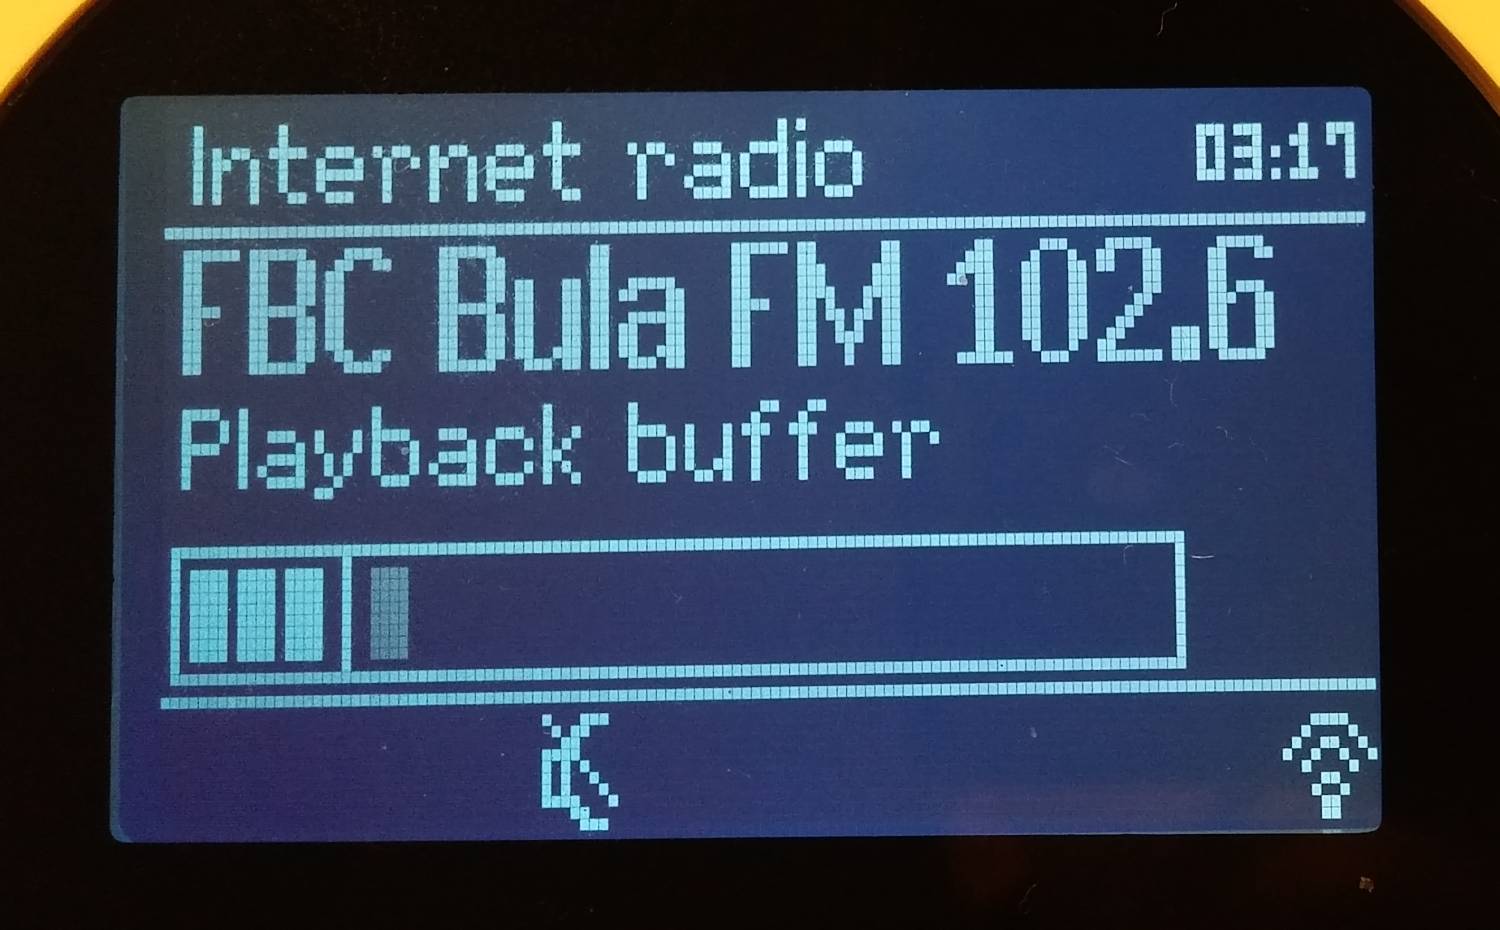 Internet radio 03:17
FBC Bula FM 102.6
Playback buffer